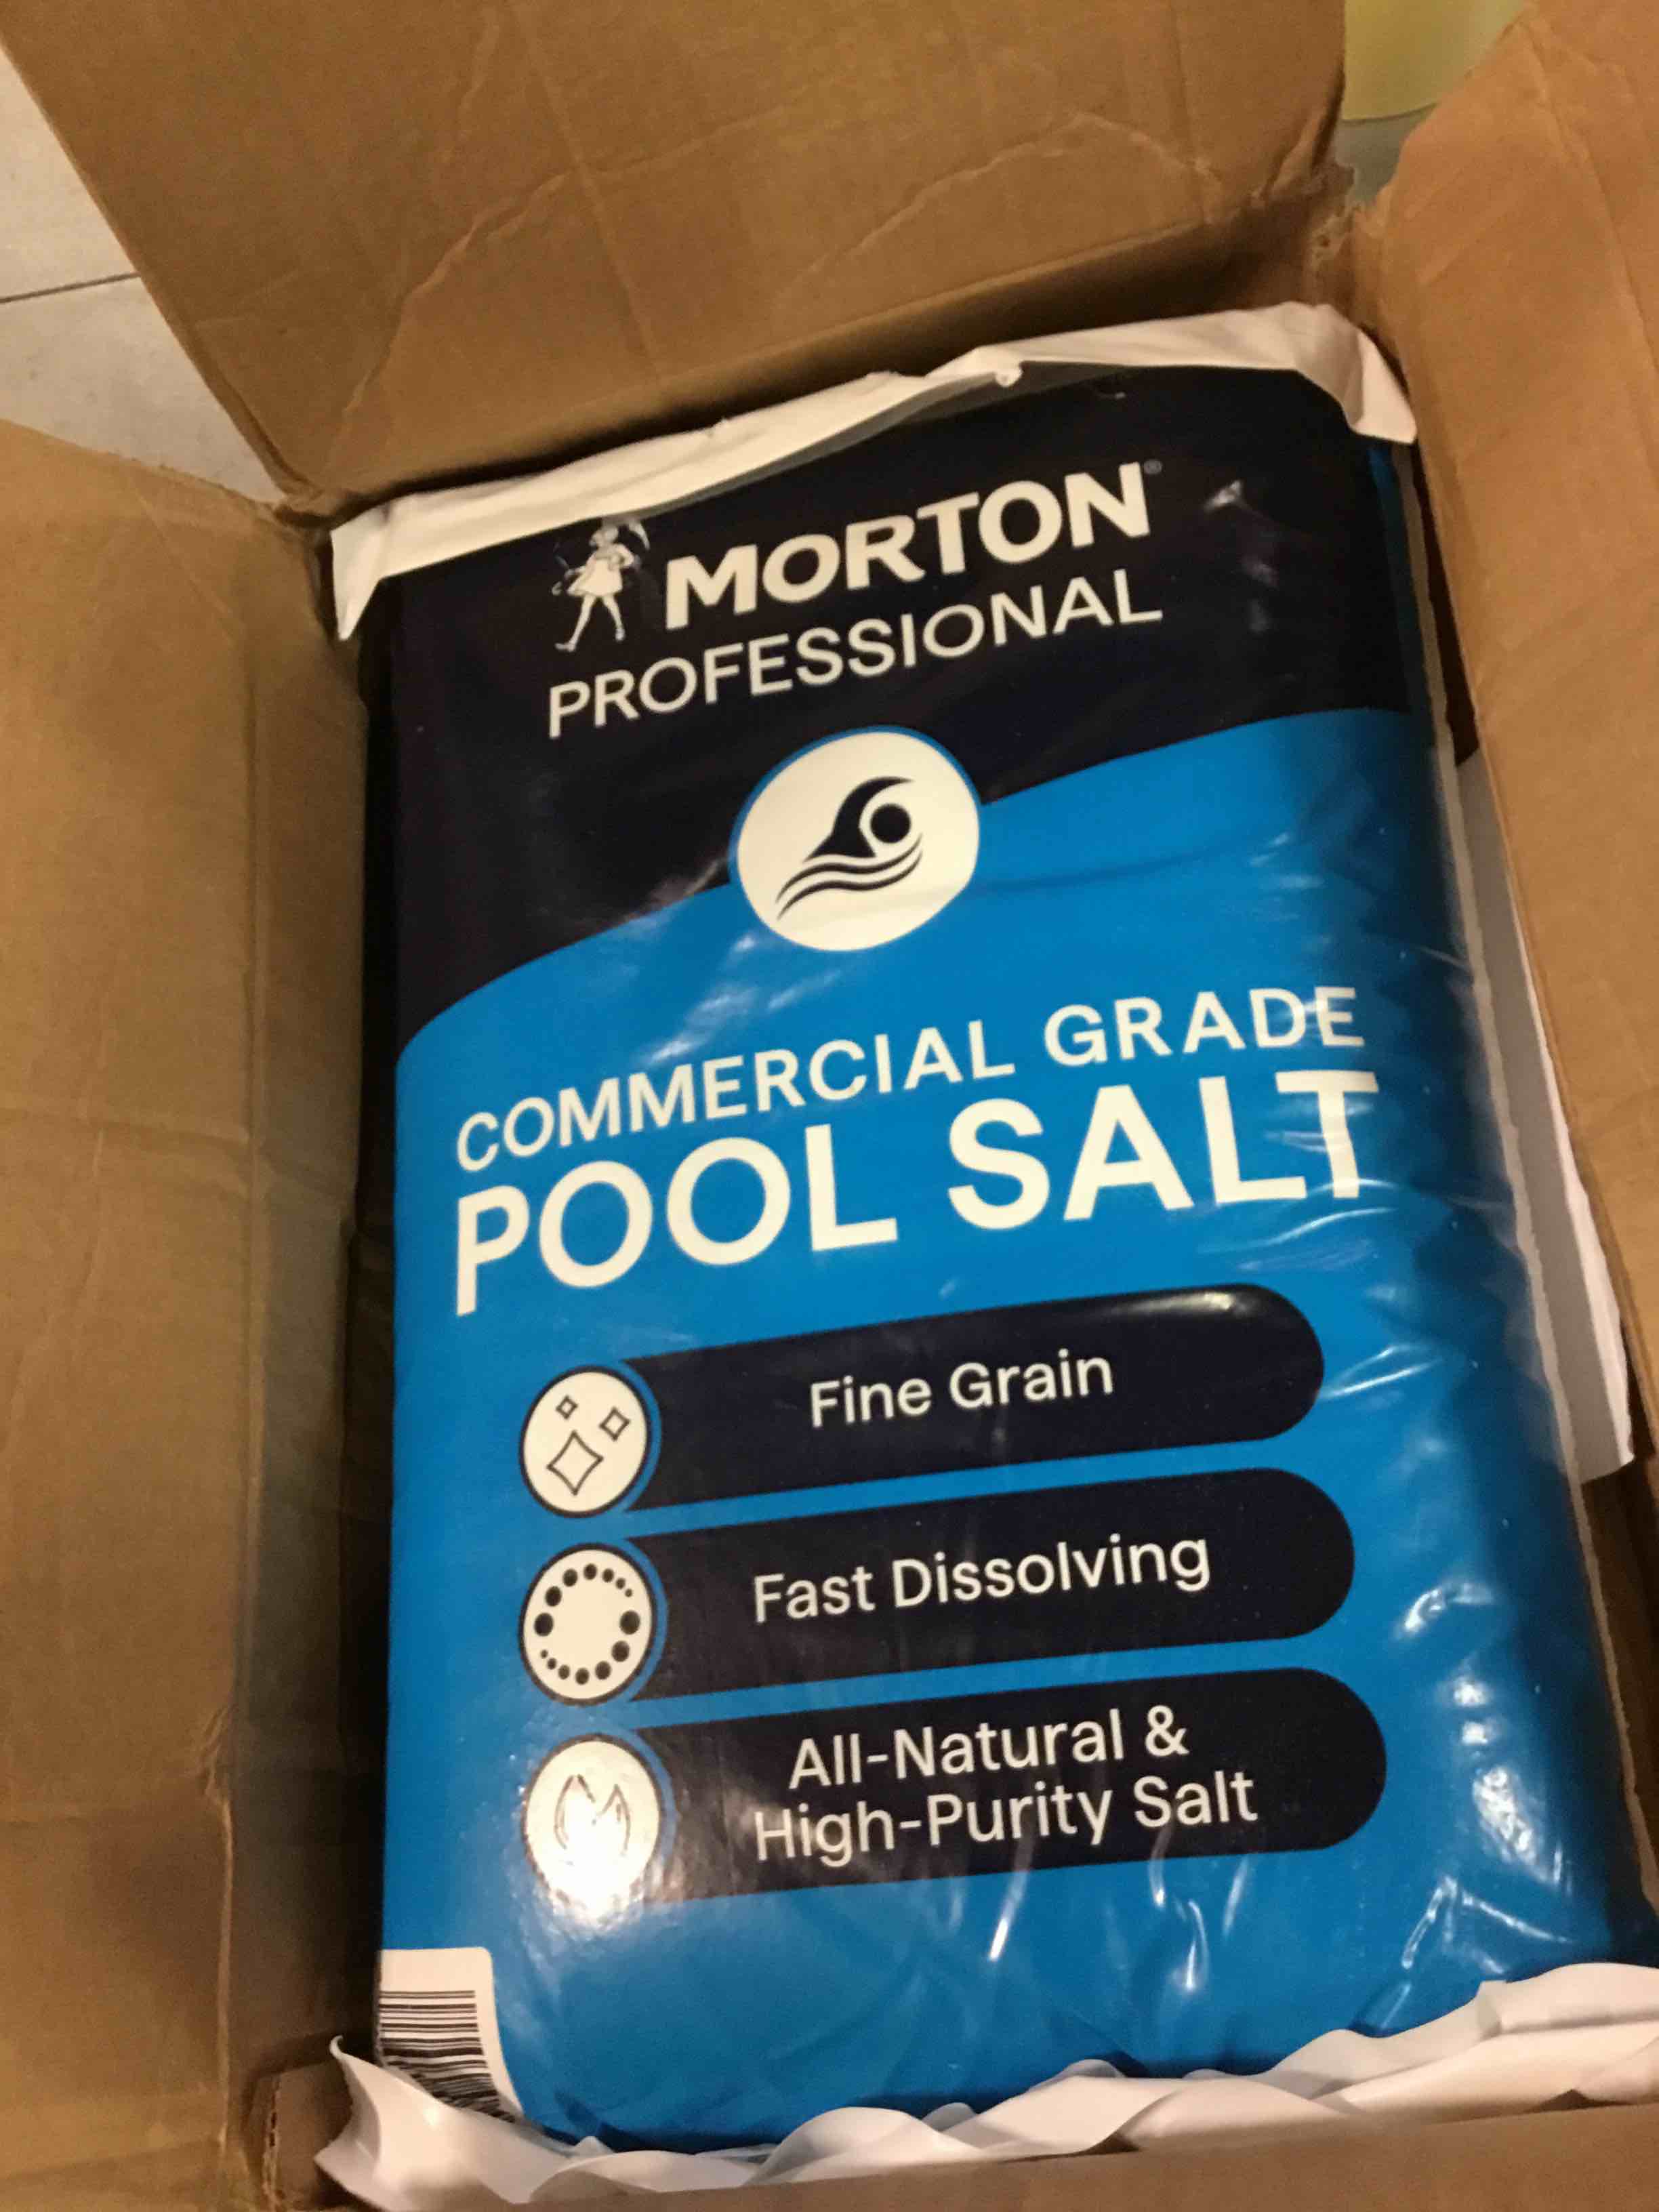 MORTON®
PROFESSIONAL
COMMERCIAL GRADE
POOL SALT
Fine Grain
Fast Dissolving
All-Natural &
High-Purity Salt